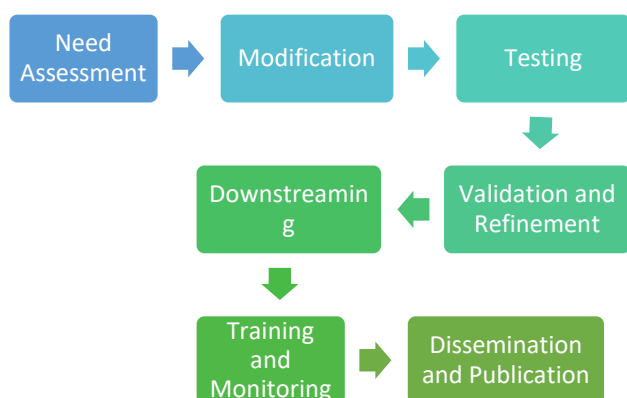 Need
Assessment
Modification
Testing
Validation and
Refinement
Downstreamin
g
Training
and
Monitoring
Dissemination
and Publication